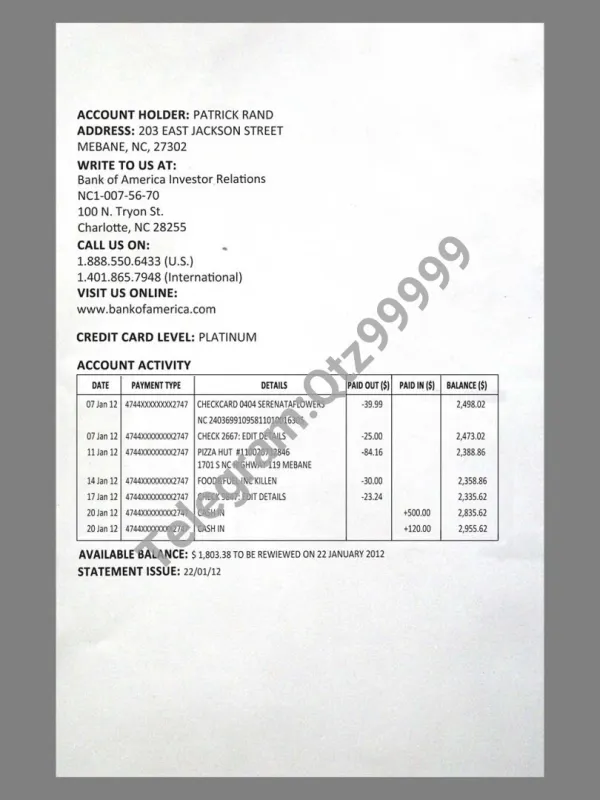 ACCOUNT HOLDER: PATRICK RAND
ADDRESS: 203 EAST JACKSON STREET
MEBANE, NC, 27302
WRITE TO US AT:
Bank of America Investor Relations
NC1-007-56-70
100 N. Tryon St.
Charlotte, NC 28255
CALL US ON:
1.888.550.6433 (U.S.)
1.401.865.7948 (International)
VISIT US ONLINE:
www.bankofamerica.com
CREDIT CARD LEVEL: PLATINUM
ACCOUNT ACTIVITY
DATE PAYMENT TYPE DETAILS PAID OUT ($) PAID IN ($) BALANCE ($)
07 Jan 12 4744XXXXXXXX2747 CHECKCARD 0404 SERENATAFLOWERS -39.99 2,498.02
NC
07 Jan 12 4744XXXXXXXX2747 CHECK 2667: EDIT DETAILS -25.00 2,473.02
11 Jan 12 4744XXXXXXXX2747 PIZZA HUT -84.16 2,388.86
1701 S NC HIGHWAY 119 MEBANE
14 Jan 12 4744XXXXXXXX2747 INC KILLEN -30.00 2,358.86
17 Jan 12 4744XXXXXXXX2747 CHECK EDIT DETAILS -23.24 2,335.62
20 Jan 12 CASH IN +500.00 2,835.62
20 Jan 12 CASH IN +120.00 2,955.62
AVAILABLE BALANCE: $ 1,803.38 TO BE REWIEWED ON 22 JANUARY 2012
STATEMENT ISSUE: 22/01/12
Telegram:Qtz99999